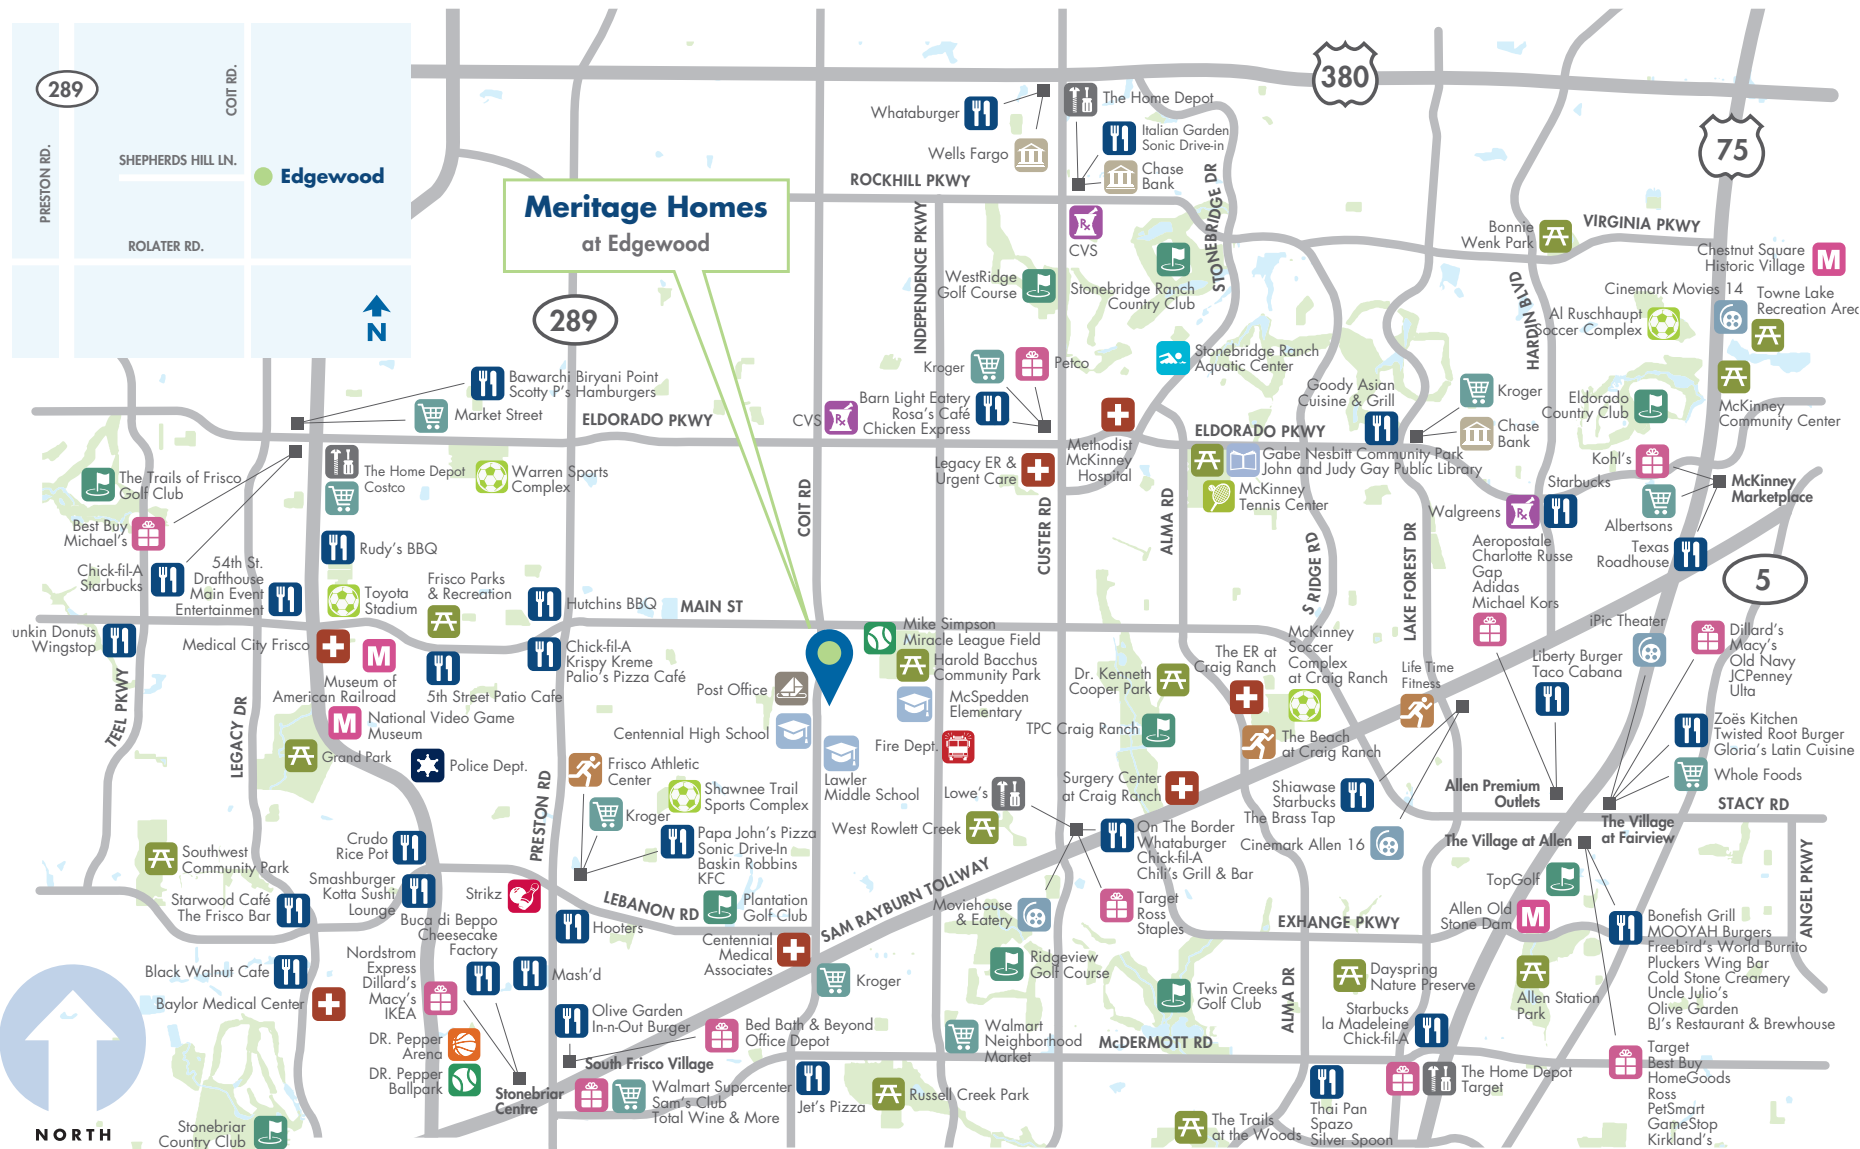 289
COIT RD.
PRESTON RD.
SHEPHERDS HILL LN.
Edgewood
ROLATER RD.
N
380
75
Whataburger
The Home Depot
Italian Garden
Sonic Drive-in
Wells Fargo
Chase
Bank
ROCKHILL PKWY
Meritage Homes
at Edgewood
289
INDEPENDENCE PKWY
STONEBRIDGE DR
CVS
WestRidge
Golf Course
Stonebridge Ranch
Country Club
Bonnie
Wenk Park
VIRGINIA PKWY
Chestnut Square
Historic Village
M
HARDIN BLVD
Cinemark Movies 14
Towne Lake
Recreation Area
Al Ruschhaupt
Soccer Complex
Bawarchi Biryani Point
Scotty P's Hamburgers
Market Street
ELDORADO PKWY
Kroger
Petco
Stonebridge Ranch
Aquatic Center
CVS
Barn Light Eatery
Rosa's Café
Chicken Express
Goody Asian
Cuisine & Grill
Kroger
Chase
Bank
Eldorado
Country Club
McKinney
Community Center
Methodist
McKinney
Hospital
ELDORADO PKWY
Gabe Nesbitt Community Park
John and Judy Gay Public Library
Kohl's
The Trails of Frisco
Golf Club
The Home Depot
Costco
Warren Sports
Complex
Legacy ER &
Urgent Care
McKinney
Tennis Center
Starbucks
Walgreens
Albertsons
McKinney
Marketplace
Best Buy
Michael's
Rudy's BBQ
COIT RD
CUSTER RD
ALMA RD
S RIDGE RD
LAKE FOREST DR
Aeropostale
Charlotte Russe
Gap
Adidas
Michael Kors
Texas
Roadhouse
5
Chick-fil-A
Starbucks
54th St.
Drafthouse
Main Event
Entertainment
Toyota
Stadium
Frisco Parks
& Recreation
Hutchins BBQ
MAIN ST
unkin Donuts
Wingstop
Medical City Frisco
M
Museum of
American Railroad
5th Street Patio Cafe
Chick-fil-A
Krispy Kreme
Palio's Pizza Café
Mike Simpson
Miracle League Field
Harold Bacchus
Community Park
Post Office
McSpedden
Elementary
Dr. Kenneth
Cooper Park
The ER at
Craig Ranch
McKinney
Soccer
Complex
at Craig Ranch
Life Time
Fitness
iPic Theater
Liberty Burger
Taco Cabana
Dillard's
Macy's
Old Navy
JCPenney
Ulta
TEEL PKWY
LEGACY DR
M
National Video Game
Museum
Grand Park
Police Dept.
Centennial High School
Lawler
Middle School
Fire Dept.
TPC Craig Ranch
The Beach
at Craig Ranch
Zoës Kitchen
Twisted Root Burger
Gloria's Latin Cuisine
Whole Foods
PRESTON RD
Frisco Athletic
Center
Kroger
Shawnee Trail
Sports Complex
Lowe's
Surgery Center
at Craig Ranch
Shiawase
Starbucks
The Brass Tap
Allen Premium
Outlets
STACY RD
Papa John's Pizza
Sonic Drive-In
Baskin Robbins
KFC
West Rowlett Creek
On The Border
Whataburger
Chick-fil-A
Chili's Grill & Bar
Cinemark Allen 16
The Village at Allen
The Village
at Fairview
Crudo
Rice Pot
Southwest
Community Park
Smashburger
Kotta Sushi
Lounge
Strikz
LEBANON RD
Plantation
Golf Club
SAM RAYBURN TOLLWAY
Moviehouse
& Eatery
Target
Ross
Staples
TopGolf
ANGEL PKWY
Starwood Café
The Frisco Bar
Buca di Beppo
Cheesecake
Factory
Hooters
Centennial
Medical
Associates
EXHANGE PKWY
Allen Old
Stone Dam
M
Bonefish Grill
MOOYAH Burgers
Freebird's World Burrito
Pluckers Wing Bar
Cold Stone Creamery
Uncle Julio's
Olive Garden
BJ's Restaurant & Brewhouse
Black Walnut Cafe
Baylor Medical Center
Nordstrom
Express
Dillard's
Macy's
IKEA
Mash'd
Kroger
Ridgeview
Golf Course
Twin Creeks
Golf Club
ALMA DR
Dayspring
Nature Preserve
Allen Station
Park
Olive Garden
In-n-Out Burger
Bed Bath & Beyond
Office Depot
Walmart
Neighborhood
Market
McDERMOTT RD
Starbucks
la Madeleine
Chick-fil-A
DR. Pepper
Arena
DR. Pepper
Ballpark
Stonebriar
Centre
South Frisco Village
Walmart Supercenter
Sam's Club
Total Wine & More
Jet's Pizza
Russell Creek Park
The Trails
at the Woods
Thai Pan
Spazo
Silver Spoon
The Home Depot
Target
Target
Best Buy
HomeGoods
Ross
PetSmart
GameStop
Kirkland's
NORTH
Stonebriar
Country Club